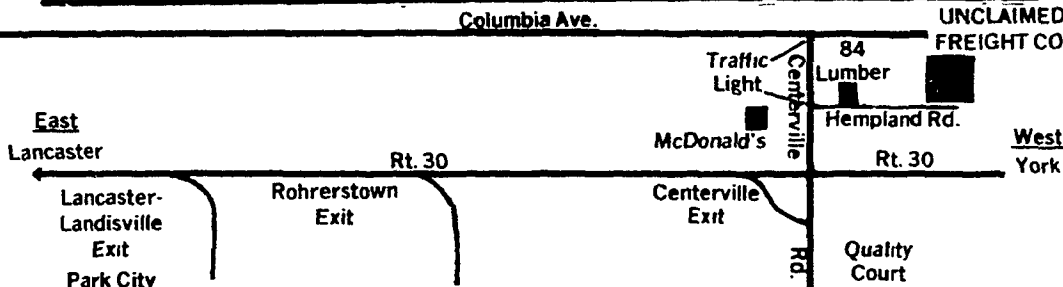 Columbia Ave.
UNCLAIMED
FREIGHT CO
Traffic
Light
Centerville
84
Lumber
McDonald's
Hempland Rd.
East
Lancaster
Rt. 30
Rt. 30
West
York
Lancaster-
Landisville
Exit
Park City
Rohrerstown
Exit
Centerville
Exit
Rd.
Quality
Court